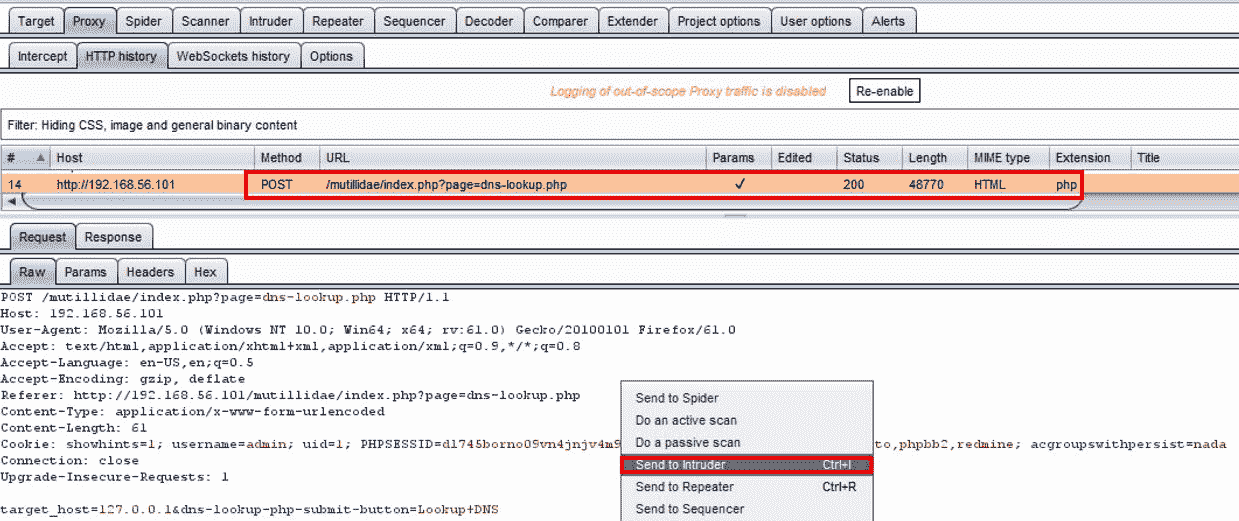 Target Proxy Spider Scanner Intruder Repeater Sequencer Decoder Comparer Extender Project options User options Alerts
Intercept HTTP history WebSockets history Options
Logging of out-of-scope Proxy traffic is disabled Re-enable
Filter: Hiding CSS, image and general binary content
# Host Method URL Params Edited Status Length MIME type Extension Title
14 http://192.168.56.101 POST /mutillidae/index.php?page=dns-lookup.php ✓ 200 48770 HTML php
Request Response
Raw Params Headers Hex
POST /mutillidae/index.php?page=dns-lookup.php HTTP/1.1
Host: 192.168.56.101
User-Agent: Mozilla/5.0 (Windows NT 10.0; Win64; x64; rv:61.0) Gecko/20100101 Firefox/61.0
Accept: text/html,application/xhtml+xml,application/xml;q=0.9,*/*;q=0.8
Accept-Language: en-US,en;q=0.5
Accept-Encoding: gzip, deflate
Referer: http://192.168.56.101/mutillidae/index.php?page=dns-lookup.php
Content-Type: application/x-www-form-urlencoded
Content-Length: 61
Cookie: showhints=1; username=admin; uid=1; PHPSESSID=d1745borno09vn4jnjv4m9 to,phpbb2,redmine; acgroupswithpersist=nada
Connection: close
Upgrade-Insecure-Requests: 1
target_host=127.0.0.1&dns-lookup-php-submit-button=Lookup+DNS
Send to Spider
Do an active scan
Do a passive scan
Send to Intruder Ctrl+I
Send to Repeater Ctrl+R
Send to Sequencer